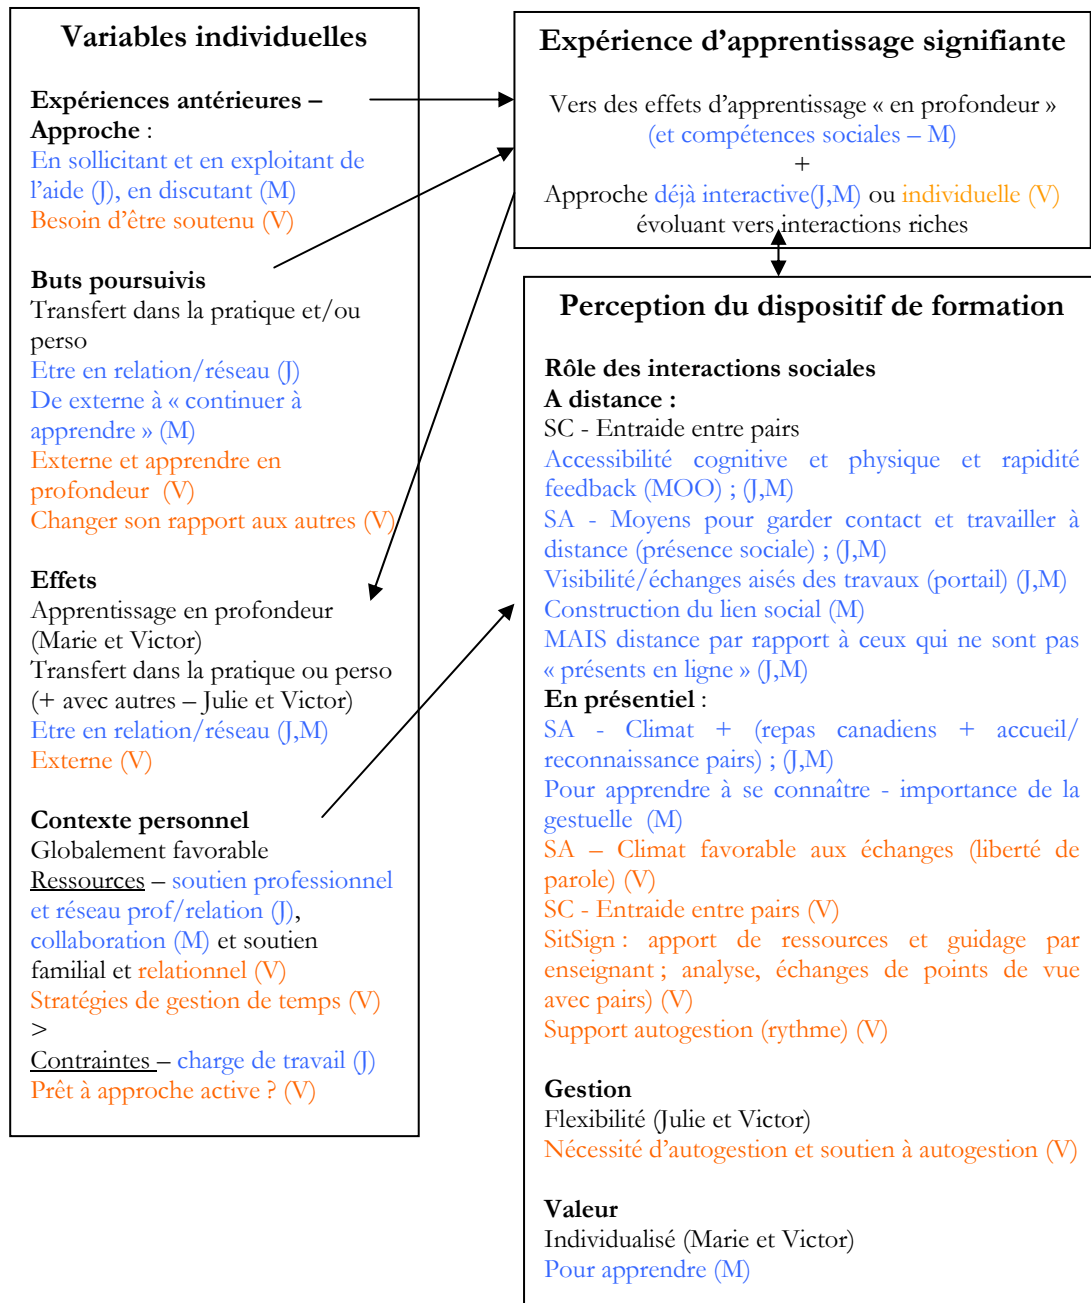 Variables individuelles
Expériences antérieures –
Approche :
En sollicitant et en exploitant de
l'aide (J), en discutant (M)
Besoin d'être soutenu (V)
Buts poursuivis
Transfert dans la pratique et/ou
perso
Etre en relation/réseau (J)
De externe à « continuer à
apprendre » (M)
Externe et apprendre en
profondeur (V)
Changer son rapport aux autres (V)
Effets
Apprentissage en profondeur
(Marie et Victor)
Transfert dans la pratique ou perso
(+ avec autres – Julie et Victor)
Etre en relation/réseau (J,M)
Externe (V)
Contexte personnel
Globalement favorable
Ressources – soutien professionnel
et réseau prof/relation (J),
collaboration (M) et soutien
familial et relationnel (V)
Stratégies de gestion de temps (V)
>
Contraintes – charge de travail (J)
Prêt à approche active ? (V)
Expérience d'apprentissage signifiante
Vers des effets d'apprentissage « en profondeur »
(et compétences sociales – M)
+
Approche déjà interactive(J,M) ou individuelle (V)
évoluant vers interactions riches
Perception du dispositif de formation
Rôle des interactions sociales
A distance :
SC - Entraide entre pairs
Accessibilité cognitive et physique et rapidité
feedback (MOO) ; (J,M)
SA - Moyens pour garder contact et travailler à
distance (présence sociale) ; (J,M)
Visibilité/échanges aisés des travaux (portail) (J,M)
Construction du lien social (M)
MAIS distance par rapport à ceux qui ne sont pas
« présents en ligne » (J,M)
En présentiel :
SA - Climat + (repas canadiens + accueil/
reconnaissance pairs) ; (J,M)
Pour apprendre à se connaître - importance de la
gestuelle (M)
SA – Climat favorable aux échanges (liberté de
parole) (V)
SC - Entraide entre pairs (V)
SitSign : apport de ressources et guidage par
enseignant ; analyse, échanges de points de vue
avec pairs) (V)
Support autogestion (rythme) (V)
Gestion
Flexibilité (Julie et Victor)
Nécessité d'autogestion et soutien à autogestion (V)
Valeur
Individualisé (Marie et Victor)
Pour apprendre (M)